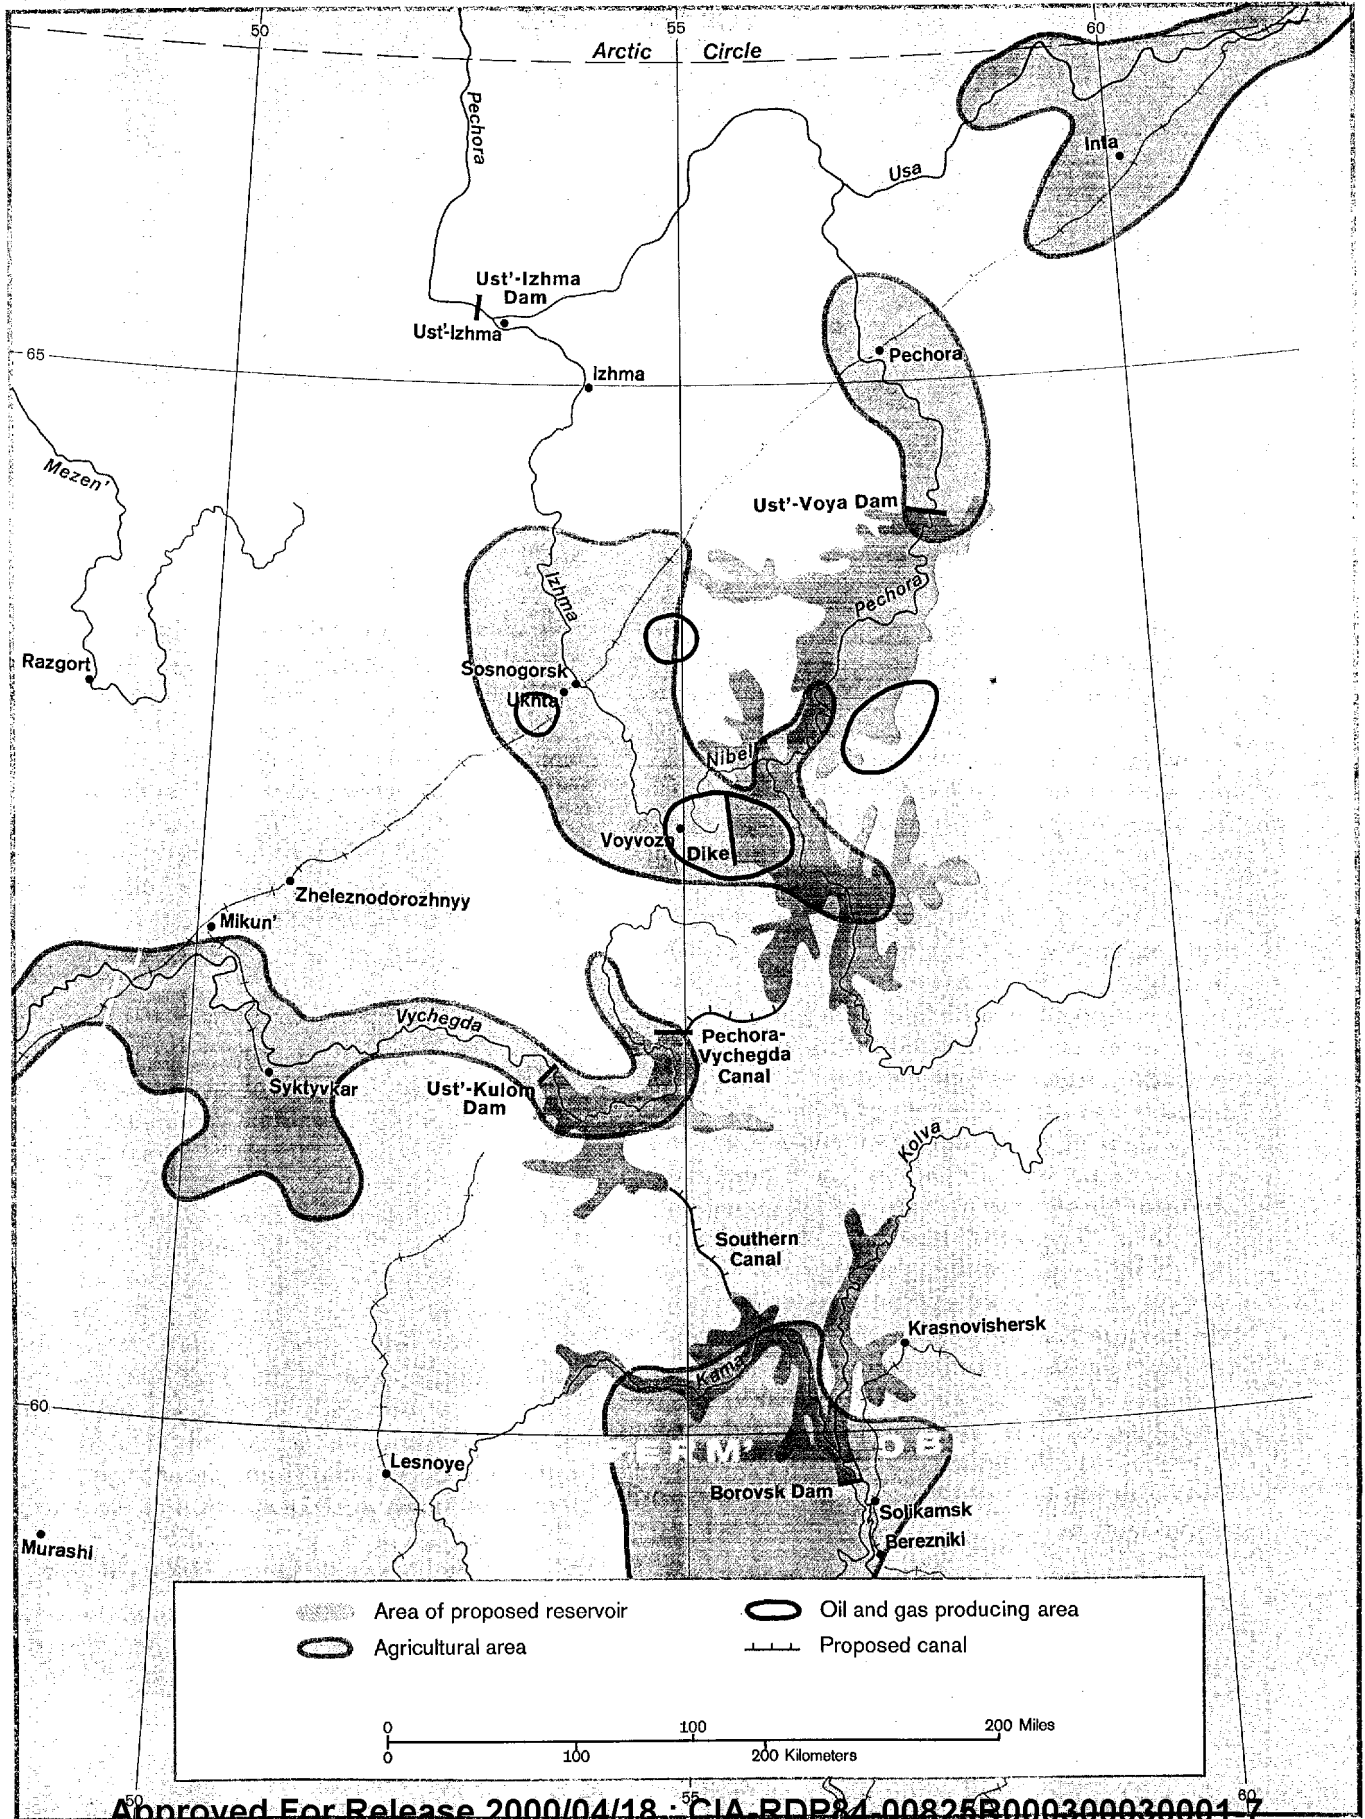 50
55
60
Arctic Circle
Pechora
Inta
Usa
Ust'-Izhma
Dam
Ust'-Izhma
65
Pechora
Izhma
Mezen'
Ust'-Voya Dam
Izhma
Pechora
Razgort
Sosnogorsk
Ukhta
Nibel
Voyvozh
Dike
Zheleznodorozhnyy
Mikun'
Vychegda
Pechora-
Vychegda
Canal
Syktyvkar
Ust'-Kulom
Dam
Kolva
Southern
Canal
Krasnovishersk
Kama
60
PERM' OB
Lesnoye
Borovsk Dam
Solikamsk
Berezniki
Murashi
Area of proposed reservoir
Oil and gas producing area
Agricultural area
Proposed canal
0 100 200 Miles
0 100 200 Kilometers
50
55
60
Approved For Release 2000/04/18 : CIA-RDP84-00825R000300030001-7